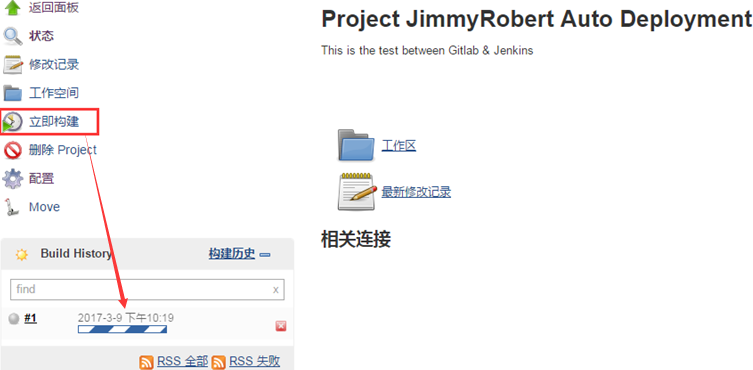 返回面板
状态
修改记录
工作空间
立即构建
删除 Project
配置
Move
Build History 构建历史
find x
#1 2017-3-9 下午10:19
RSS 全部 RSS 失败
Project JimmyRobert Auto Deployment
This is the test between Gitlab & Jenkins
工作区
最新修改记录
相关连接